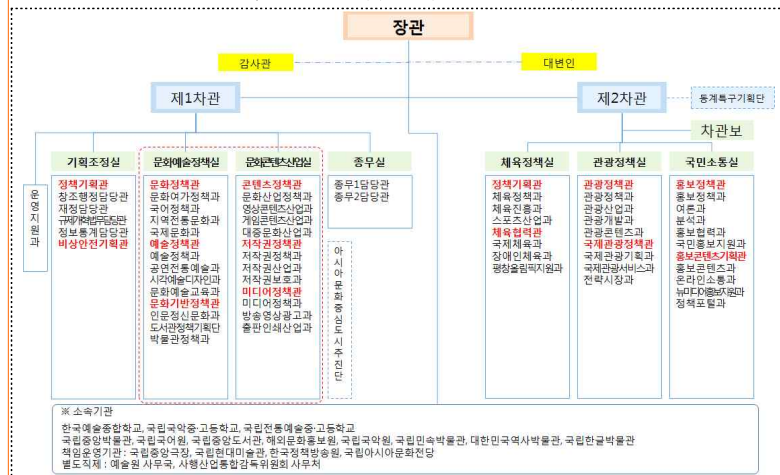 장관
감사관
대변인
제1차관
제2차관
동계특구기획단
차관보
운영지원과
기획조정실
정책기획관
창조행정담당관
재정담당관
규제개혁법무담당관
정보통계담당관
비상안전기획관
문화예술정책실
문화정책관
문화여가정책과
국어정책과
지역전통문화과
국제문화과
예술정책관
예술정책과
공연전통예술과
시각예술디자인과
문화예술교육과
문화기반정책관
인문정신문화과
도서관정책기획단
박물관정책과
문화콘텐츠산업실
콘텐츠정책관
문화산업정책과
영상콘텐츠산업과
게임콘텐츠산업과
대중문화산업과
저작권정책관
저작권정책과
저작권산업과
저작권보호과
미디어정책관
미디어정책과
방송영상광고과
출판인쇄산업과
종무실
종무1담당관
종무2담당관
아시아문화중심도시추진단
체육정책실
정책기획관
체육정책과
체육진흥과
스포츠산업과
체육협력관
국제체육과
장애인체육과
평창올림픽지원과
관광정책실
관광정책관
관광정책과
관광산업과
관광개발과
관광콘텐츠과
국제관광정책관
국제관광기획과
국제관광서비스과
전략시장과
국민소통실
홍보정책관
홍보정책과
여론과
분석과
홍보협력과
국민홍보지원과
홍보콘텐츠기획관
홍보콘텐츠과
온라인소통과
뉴미디어홍보지원과
정책포털과
※ 소속기관
한국예술종합학교, 국립국악중·고등학교, 국립전통예술중·고등학교
국립중앙박물관, 국립국어원, 국립중앙도서관, 해외문화홍보원, 국립국악원, 국립민속박물관, 대한민국역사박물관, 국립한글박물관
책임운영기관 : 국립중앙극장, 국립현대미술관, 한국정책방송원, 국립아시아문화전당
별도직제 : 예술원 사무국, 사행산업통합감독위원회 사무처